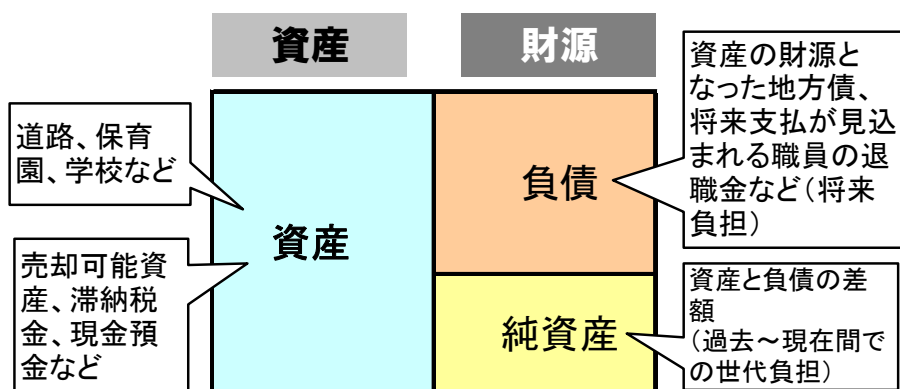 資産
財源
道路、保育
園、学校など
売却可能資
産、滞納税
金、現金預
金など
資産
負債
純資産
資産の財源と
なった地方債、
将来支払が見込
まれる職員の退
職金など（将来
負担）
資産と負債の差
額
（過去～現在間で
の世代負担）